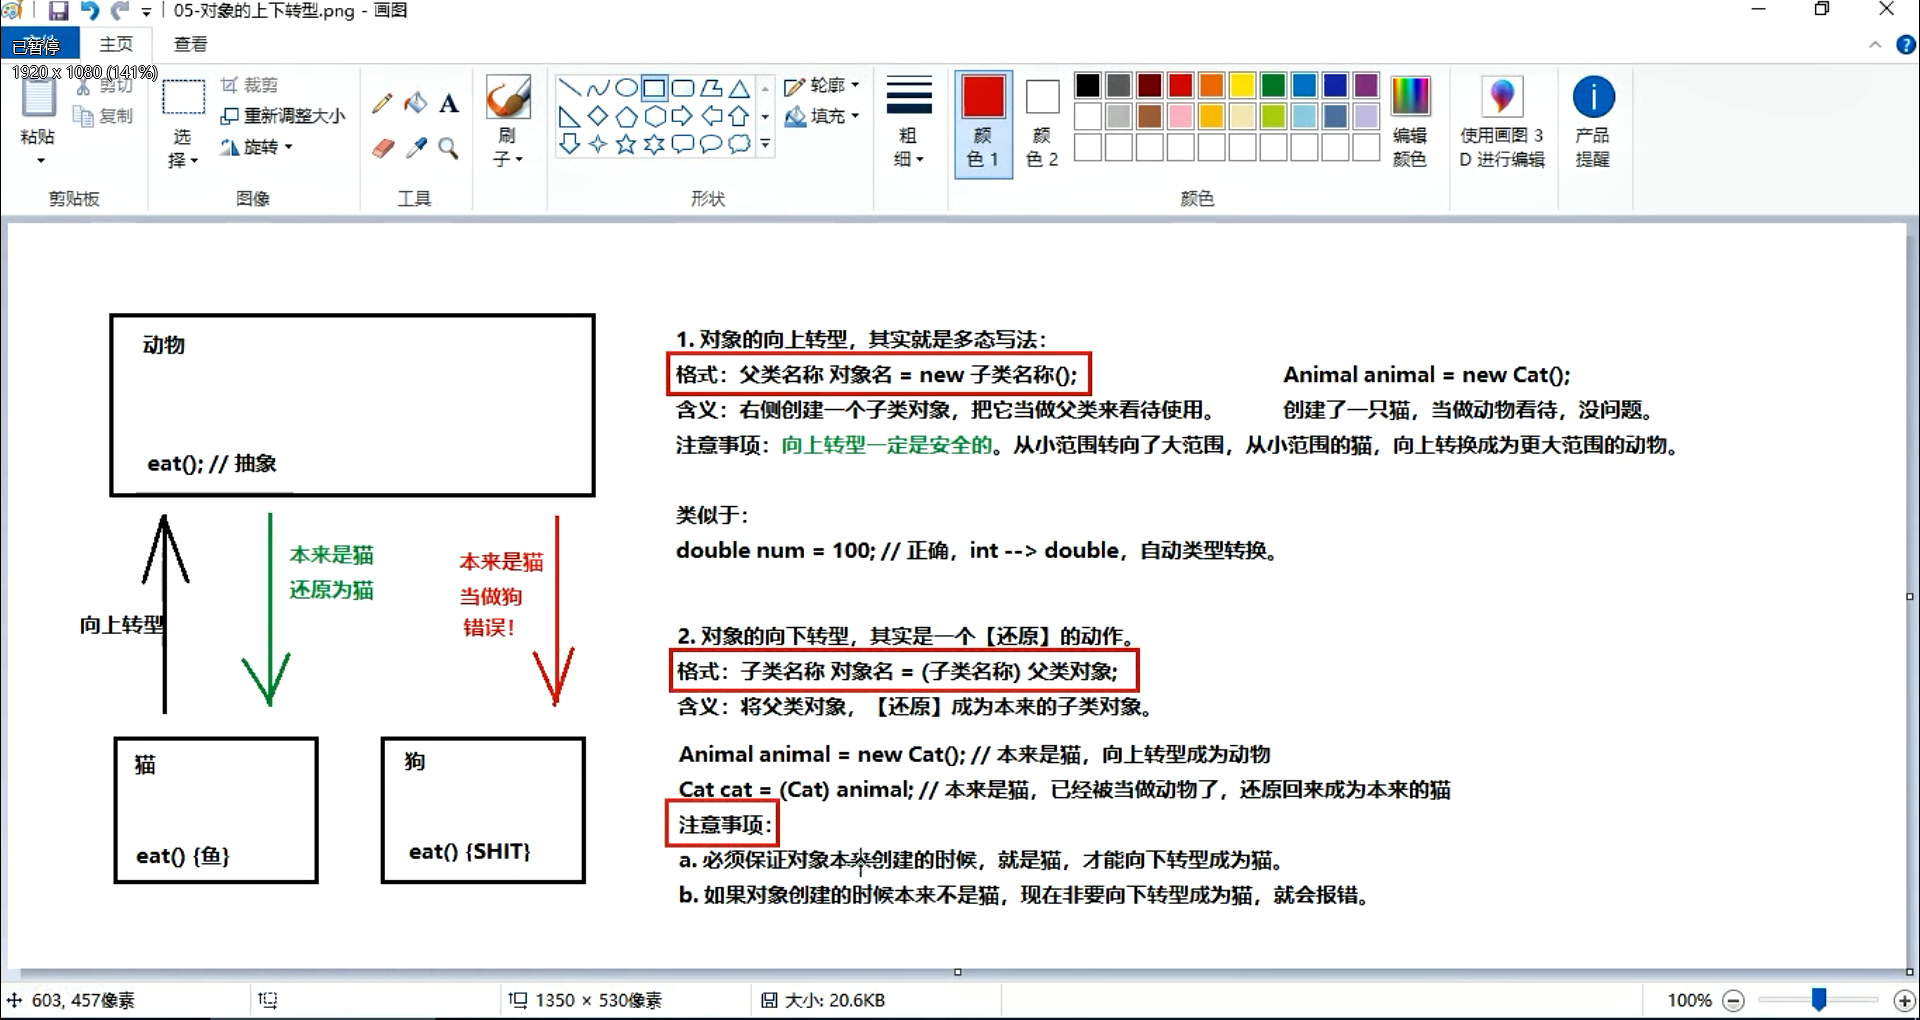 05-对象的上下转型.png - 画图
已暂停
主页
查看
1920 x 1080 (141%)
粘贴
剪切
复制
剪贴板
选择
裁剪
重新调整大小
旋转
图像
A
工具
刷子
轮廓
填充
形状
粗细
颜色 1
颜色 2
编辑颜色
颜色
使用画图 3
D 进行编辑
产品提醒
动物
eat(); // 抽象
向上转型
本来是猫
还原为猫
本来是猫
当做狗
错误！
猫
eat() {鱼}
狗
eat() {SHIT}
1. 对象的向上转型，其实就是多态写法：
格式：父类名称 对象名 = new 子类名称();
Animal animal = new Cat();
含义：右侧创建一个子类对象，把它当做父类来看待使用。
创建了一只猫，当做动物看待，没问题。
注意事项：向上转型一定是安全的。从小范围转向了大范围，从小范围的猫，向上转换成为更大范围的动物。
类似于：
double num = 100; // 正确，int --> double，自动类型转换。
2. 对象的向下转型，其实是一个【还原】的动作。
格式：子类名称 对象名 = (子类名称) 父类对象;
含义：将父类对象，【还原】成为本来的子类对象。
Animal animal = new Cat(); // 本来是猫，向上转型成为动物
Cat cat = (Cat) animal; // 本来是猫，已经被当做动物了，还原回来成为本来的猫
注意事项：
a. 必须保证对象本来创建的时候，就是猫，才能向下转型成为猫。
b. 如果对象创建的时候本来不是猫，现在非要向下转型成为猫，就会报错。
603, 457像素
1350 × 530像素
大小: 20.6KB
100%